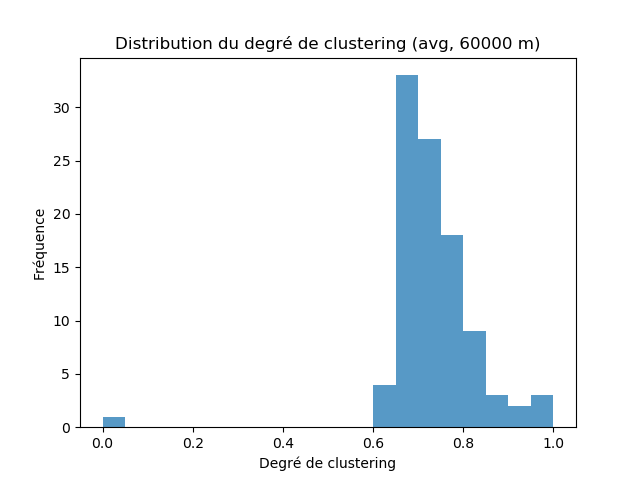 Distribution du degré de clustering (avg, 60000 m)
30
25
20
15
10
5
0
Fréquence
0.0 0.2 0.4 0.6 0.8 1.0
Degré de clustering